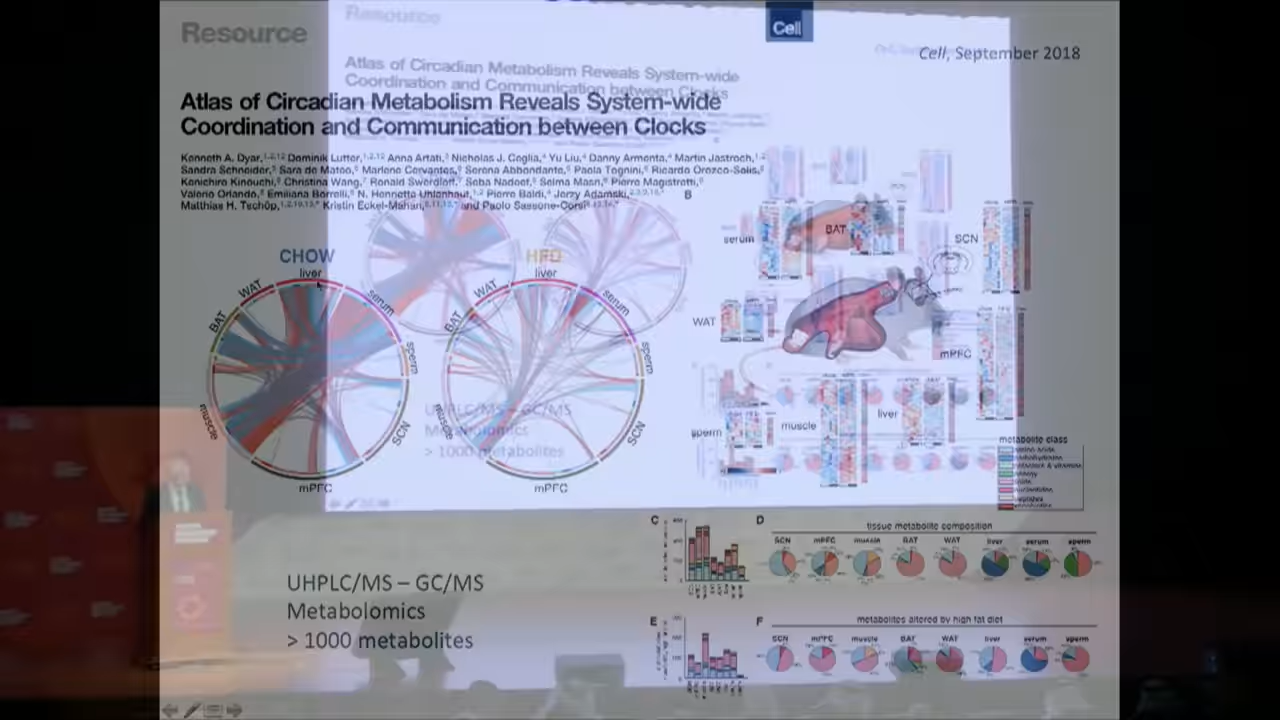 Resource
Cell
Cell, September 2018
Atlas of Circadian Metabolism Reveals System-wide
Coordination and Communication between Clocks
Kenneth A. Dyar, Dominik Lutter, Anna Artati, Nicholas J. Ceglia, Yu Liu, Danny Armenta, Martin Jastroch,
Sandra Schneider, Sara de Mateo, Marlene Cervantes, Serena Abbondante, Paola Tognini, Ricardo Orozco-Solis,
Kenichiro Kinouchi, Christina Wang, Ronald Swerdloff, Seba Nadeef, Selma Masri, Pierre Magistretti,
Valerio Orlando, Emiliana Borrelli, N. Henriette Uhlenhaut, Pierre Baldi, Jerzy Adamski,
Matthias H. Tschöp, Kristin Eckel-Mahan, and Paolo Sassone-Corsi
CHOW
liver
WAT
serum
BAT
sperm
muscle
SCN
mPFC
HFD
liver
WAT
serum
BAT
sperm
muscle
SCN
mPFC
B
serum
BAT
SCN
WAT
mPFC
sperm
muscle
liver
metabolite class
C
D
tissue metabolite composition
SCN mPFC muscle BAT WAT liver serum sperm
E
F
metabolites altered by high fat diet
SCN mPFC muscle BAT WAT liver serum sperm
UHPLC/MS – GC/MS
Metabolomics
> 1000 metabolites